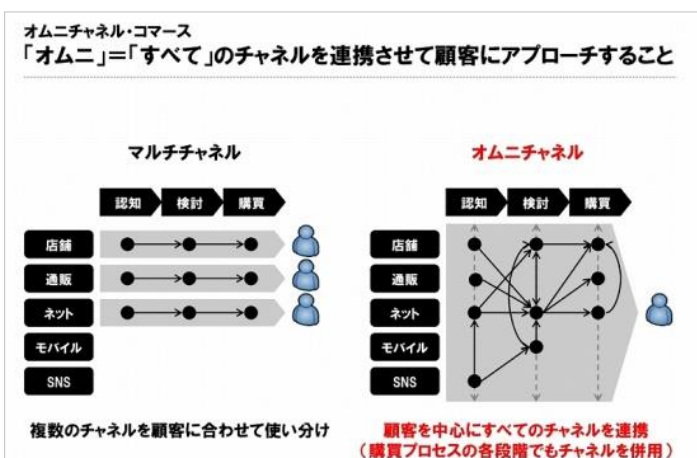 オムニチャネル・コマース
「オムニ」＝「すべて」のチャネルを連携させて顧客にアプローチすること
マルチチャネル
認知 検討 購買
店舗
通販
ネット
モバイル
SNS
複数のチャネルを顧客に合わせて使い分け
オムニチャネル
認知 検討 購買
店舗
通販
ネット
モバイル
SNS
顧客を中心にすべてのチャネルを連携
（購買プロセスの各段階でもチャネルを併用）